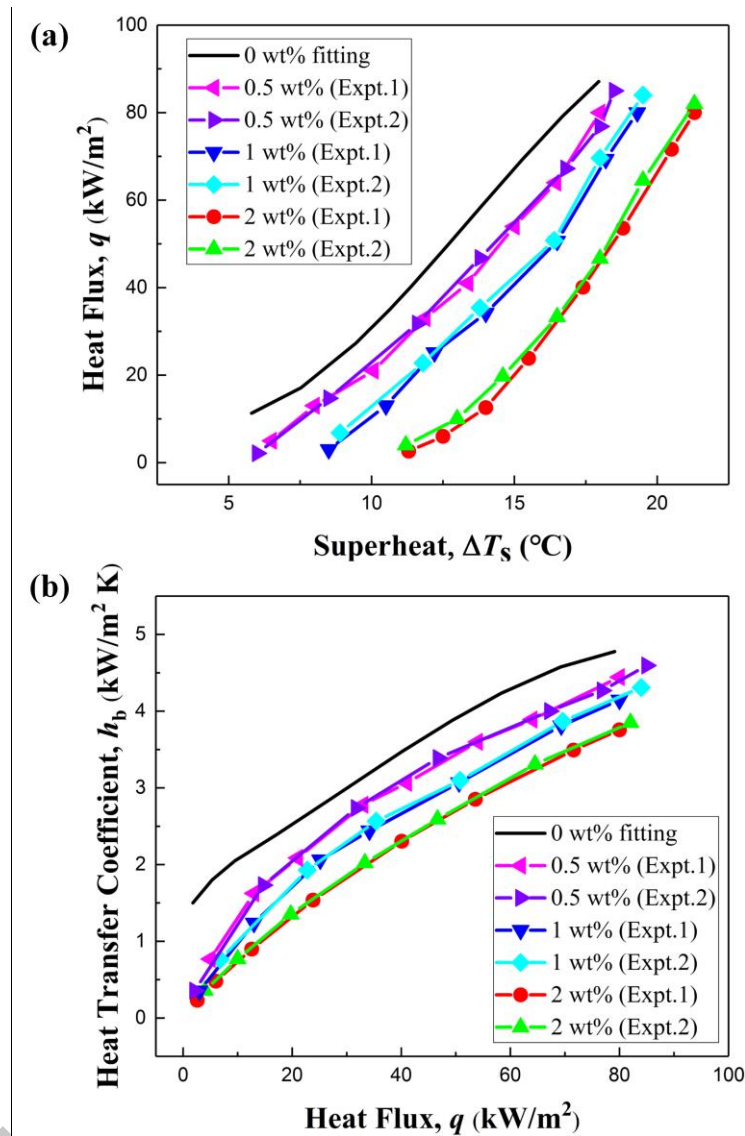 (a)
100
80
60
40
20
0
Heat Flux, q (kW/m²)
0 wt% fitting
0.5 wt% (Expt.1)
0.5 wt% (Expt.2)
1 wt% (Expt.1)
1 wt% (Expt.2)
2 wt% (Expt.1)
2 wt% (Expt.2)
5 10 15 20
Superheat, ΔTs (°C)
(b)
5
4
3
2
1
0
Heat Transfer Coefficient, hb (kW/m² K)
0 wt% fitting
0.5 wt% (Expt.1)
0.5 wt% (Expt.2)
1 wt% (Expt.1)
1 wt% (Expt.2)
2 wt% (Expt.1)
2 wt% (Expt.2)
0 20 40 60 80 100
Heat Flux, q (kW/m²)